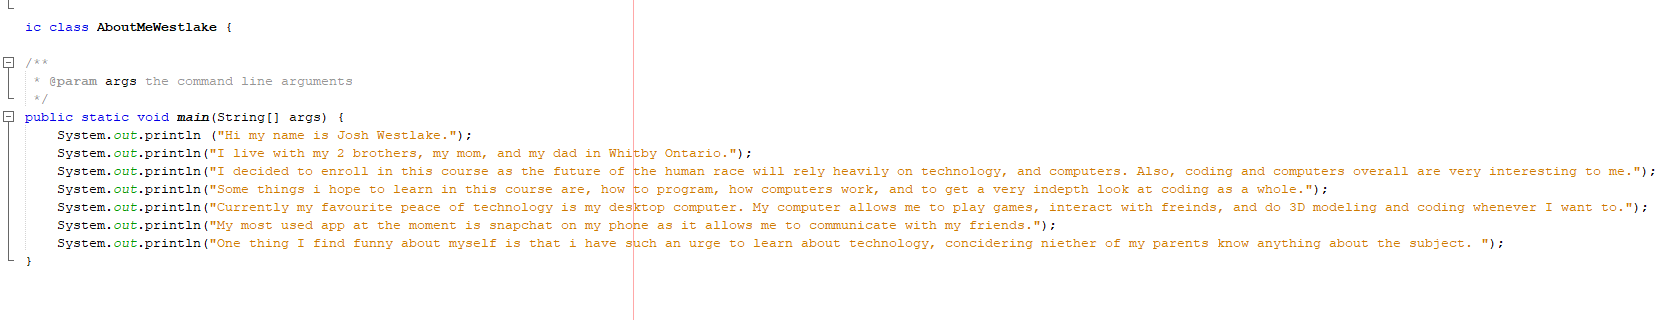 ic class AboutMeWestlake {
/**
* @param args the command line arguments
*/
public static void main(String[] args) {
System.out.println ("Hi my name is Josh Westlake.");
System.out.println("I live with my 2 brothers, my mom, and my dad in Whitby Ontario.");
System.out.println("I decided to enroll in this course as the future of the human race will rely heavily on technology, and computers. Also, coding and computers overall are very interesting to me.");
System.out.println("Some things i hope to learn in this course are, how to program, how computers work, and to get a very indepth look at coding as a whole.");
System.out.println("Currently my favourite peace of technology is my desktop computer. My computer allows me to play games, interact with freinds, and do 3D modeling and coding whenever I want to.");
System.out.println("My most used app at the moment is snapchat on my phone as it allows me to communicate with my friends.");
System.out.println("One thing I find funny about myself is that i have such an urge to learn about technology, concidering niether of my parents know anything about the subject. ");
}